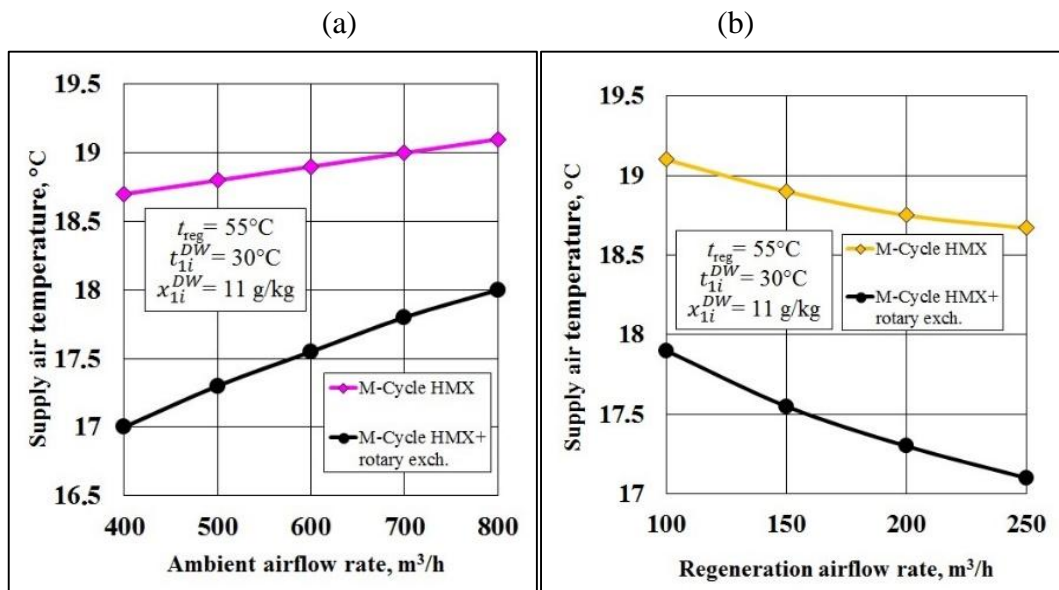 (a)
(b)
19.5
19
18.5
18
17.5
17
16.5
400 500 600 700 800
Supply air temperature, °C
Ambient airflow rate, m³/h
t_reg= 55°C
t_1i^DW= 30°C
x_1i^DW= 11 g/kg
M-Cycle HMX
M-Cycle HMX+
rotary exch.
19.5
19
18.5
18
17.5
17
100 150 200 250
Supply air temperature, °C
Regeneration airflow rate, m³/h
t_reg= 55°C
t_1i^DW= 30°C
x_1i^DW= 11 g/kg
M-Cycle HMX
M-Cycle HMX+
rotary exch.